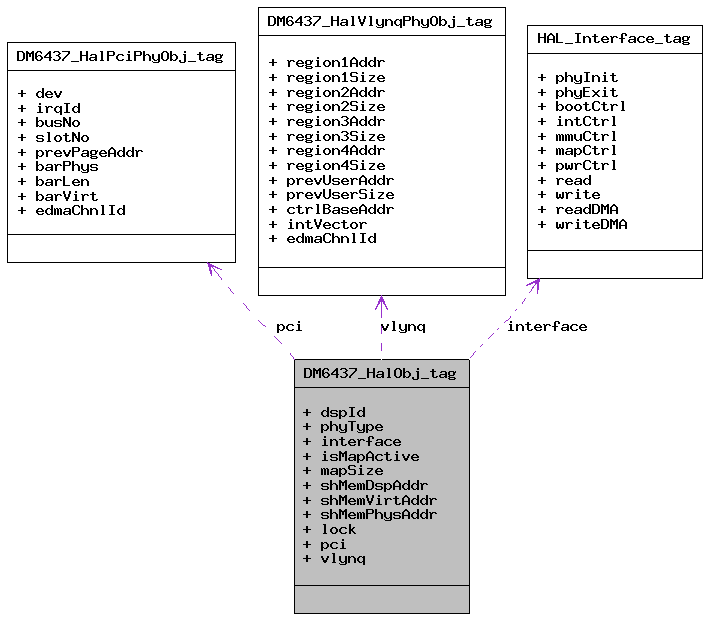 DM6437_HalPciPhyObj_tag
+ dev
+ irqId
+ busNo
+ slotNo
+ prevPageAddr
+ barPhys
+ barLen
+ barVirt
+ edmaChnlId
DM6437_HalVlynqPhyObj_tag
+ region1Addr
+ region1Size
+ region2Addr
+ region2Size
+ region3Addr
+ region3Size
+ region4Addr
+ region4Size
+ prevUserAddr
+ prevUserSize
+ ctrlBaseAddr
+ intVector
+ edmaChnlId
HAL_Interface_tag
+ phyInit
+ phyExit
+ bootCtrl
+ intCtrl
+ mmuCtrl
+ mapCtrl
+ pwrCtrl
+ read
+ write
+ readDMA
+ writeDMA
pci
vlynq
interface
DM6437_HalObj_tag
+ dspId
+ phyType
+ interface
+ isMapActive
+ mapSize
+ shMemDspAddr
+ shMemVirtAddr
+ shMemPhysAddr
+ lock
+ pci
+ vlynq